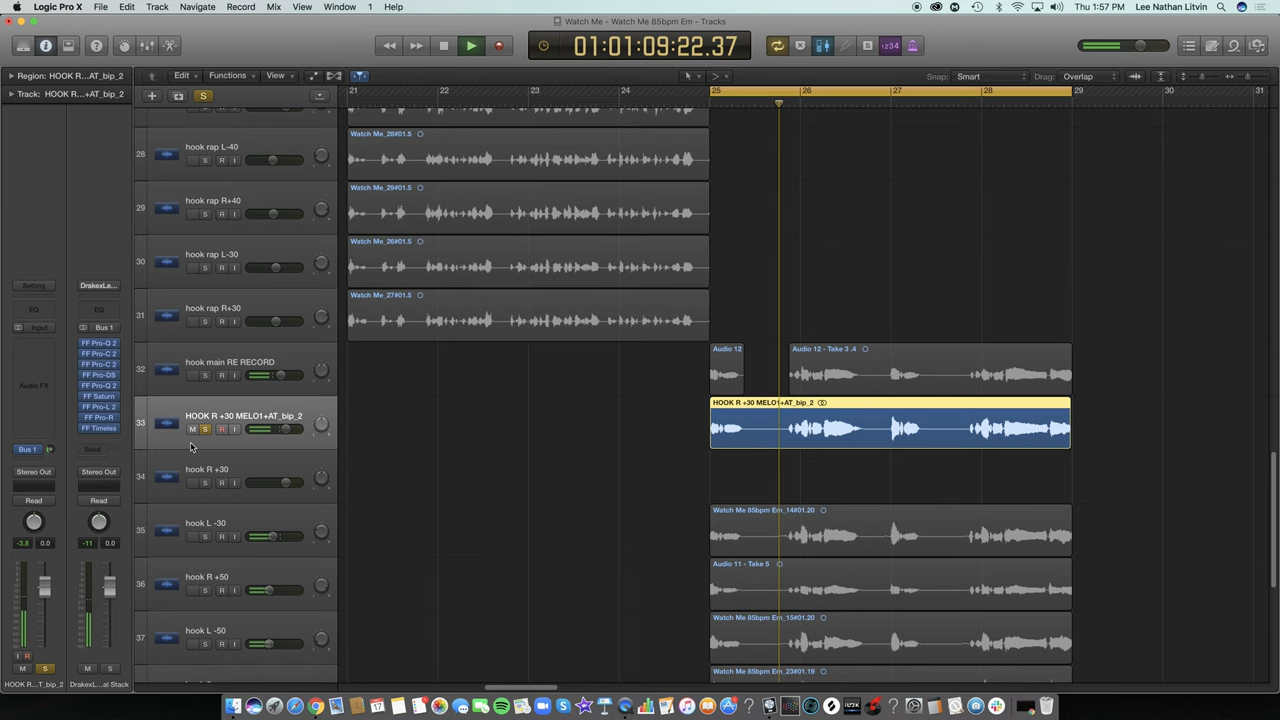 Logic Pro X File Edit Track Navigate Record Mix View Window 1 Help Thu 1:57 PM Lee Nathan Litvin
Watch Me - Watch Me 85bpm Em - Tracks
01:01:09:22.37
S 1234
Region: HOOK R...AT_bip_2
Edit Functions View Snap: Smart Drag: Overlap
Track: HOOK R...+AT_bip_2
S
21 22 23 24 25 26 27 28 29 30 31
28 hook rap L-40
S R I
Watch Me_28#01.5
29 hook rap R+40
S R I
Watch Me_29#01.5
30 hook rap L-30
S R I
Watch Me_26#01.5
31 hook rap R+30
S R I
Watch Me_27#01.5
32 hook main RE RECORD
S R I
Audio 12
Audio 12 - Take 3 .4
33 HOOK R +30 MELO1+AT_bip_2
M S R I
HOOK R +30 MELO1+AT_bip_2
34 hook R +30
S R I
35 hook L -30
S R I
Watch Me 85bpm Em_14#01.20
36 hook R +50
S R I
Audio 11 - Take 5
37 hook L -50
S R I
Watch Me 85bpm Em_15#01.20
Watch Me 85bpm Em_23#01.19
Setting DrakexLe...
EQ EQ
Input Bus 1
Audio FX
FF Pro-Q 2
FF Pro-C 2
FF Pro-C 2
FF Pro-DS
FF Pro-Q 2
FF Saturn
FF Pro-L 2
FF Pro-R
FF Timeles
Bus 1 Send
Stereo Out Stereo Out
Read Read
-3.8 0.0 -11 0.0
I R
M S M S
HOOK R...T_bip_2 DrakexL...al Stack